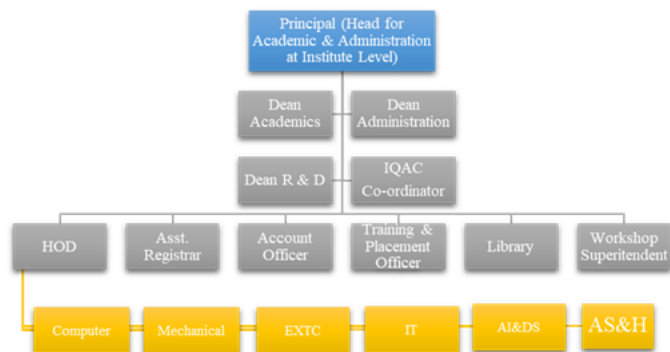 Principal (Head for
Academic & Administration
at Institute Level)
Dean
Academics
Dean
Administration
Dean R & D
IQAC
Co-ordinator
HOD
Asst.
Registrar
Account
Officer
Training &
Placement
Officer
Library
Workshop
Superitendent
Computer
Mechanical
EXTC
IT
AI&DS
AS&H